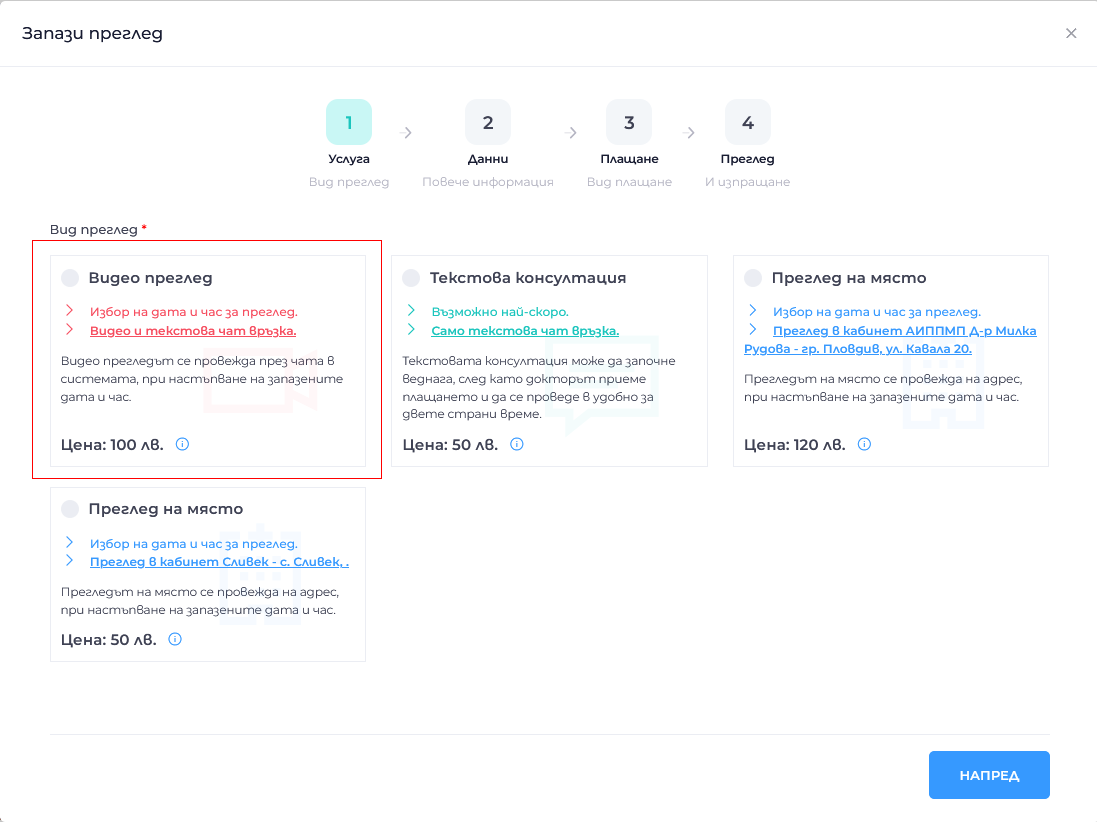 Запази преглед
1
2
3
4
Услуга
Данни
Плащане
Преглед
Вид преглед
Повече информация
Вид плащане
И изпращане
Вид преглед *
Видео преглед
Избор на дата и час за преглед.
Видео и текстова чат връзка.
Видео прегледът се провежда през чата в
системата, при настъпване на запазените
дата и час.
Цена: 100 лв.
Текстова консултация
Възможно най-скоро.
Само текстова чат връзка.
Текстовата консултация може да започне
веднага, след като докторът приеме
плащането и да се проведе в удобно за
двете страни време.
Цена: 50 лв.
Преглед на място
Избор на дата и час за преглед.
Преглед в кабинет АИППМП Д-р Милка
Рудова - гр. Пловдив, ул. Кавала 20.
Прегледът на място се провежда на адрес,
при настъпване на запазените дата и час.
Цена: 120 лв.
Преглед на място
Избор на дата и час за преглед.
Преглед в кабинет Сливек - с. Сливек, .
Прегледът на място се провежда на адрес,
при настъпване на запазените дата и час.
Цена: 50 лв.
НАПРЕД